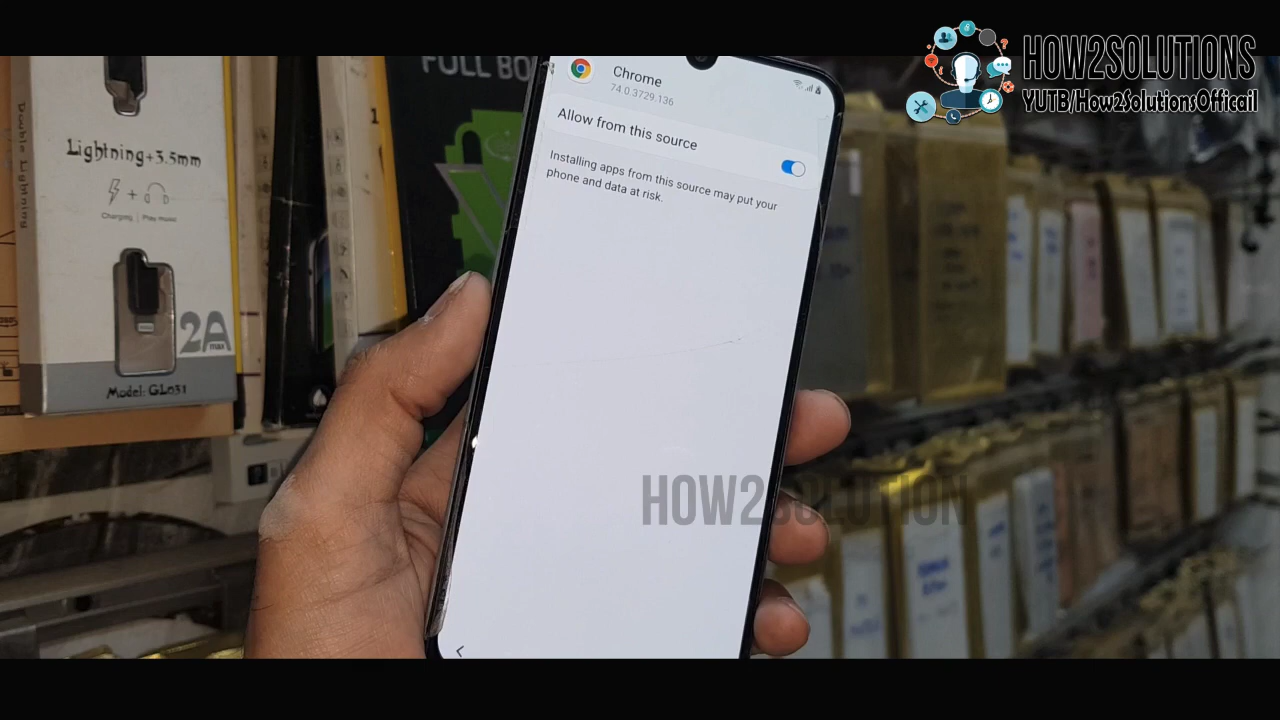 HOW2SOLUTIONS
YUTB/How2SolutionsOfficail
FULL BO
Chrome
74.0.3729.136
Allow from this source
Installing apps from this source may put your
phone and data at risk.
Double Lightning
Lightning+3.5mm
Charging | Play music
2A
max
Model: GL031
HOW2SOLUTION